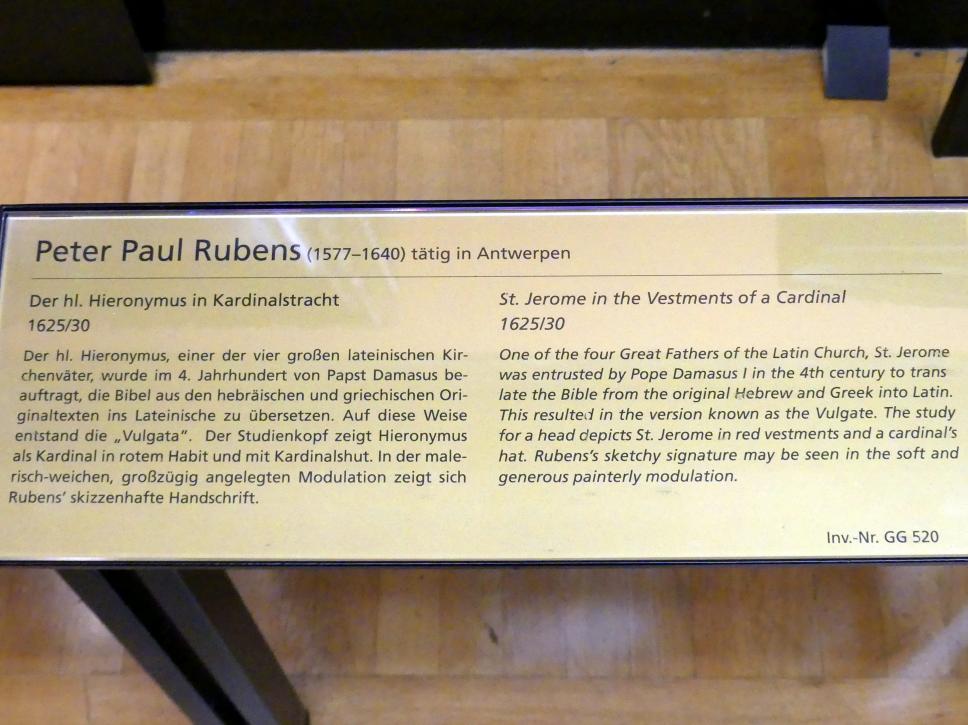 Peter Paul Rubens (1577–1640) tätig in Antwerpen
Der hl. Hieronymus in Kardinalstracht
1625/30
Der hl. Hieronymus, einer der vier großen lateinischen Kir-
chenväter, wurde im 4. Jahrhundert von Papst Damasus be-
auftragt, die Bibel aus den hebräischen und griechischen Ori-
ginaltexten ins Lateinische zu übersetzen. Auf diese Weise
entstand die „Vulgata". Der Studienkopf zeigt Hieronymus
als Kardinal in rotem Habit und mit Kardinalshut. In der male-
risch-weichen, großzügig angelegten Modulation zeigt sich
Rubens' skizzenhafte Handschrift.
St. Jerome in the Vestments of a Cardinal
1625/30
One of the four Great Fathers of the Latin Church, St. Jerome
was entrusted by Pope Damasus I in the 4th century to trans
late the Bible from the original Hebrew and Greek into Latin.
This resulted in the version known as the Vulgate. The study
for a head depicts St. Jerome in red vestments and a cardinal's
hat. Rubens's sketchy signature may be seen in the soft and
generous painterly modulation.
Inv.-Nr. GG 520